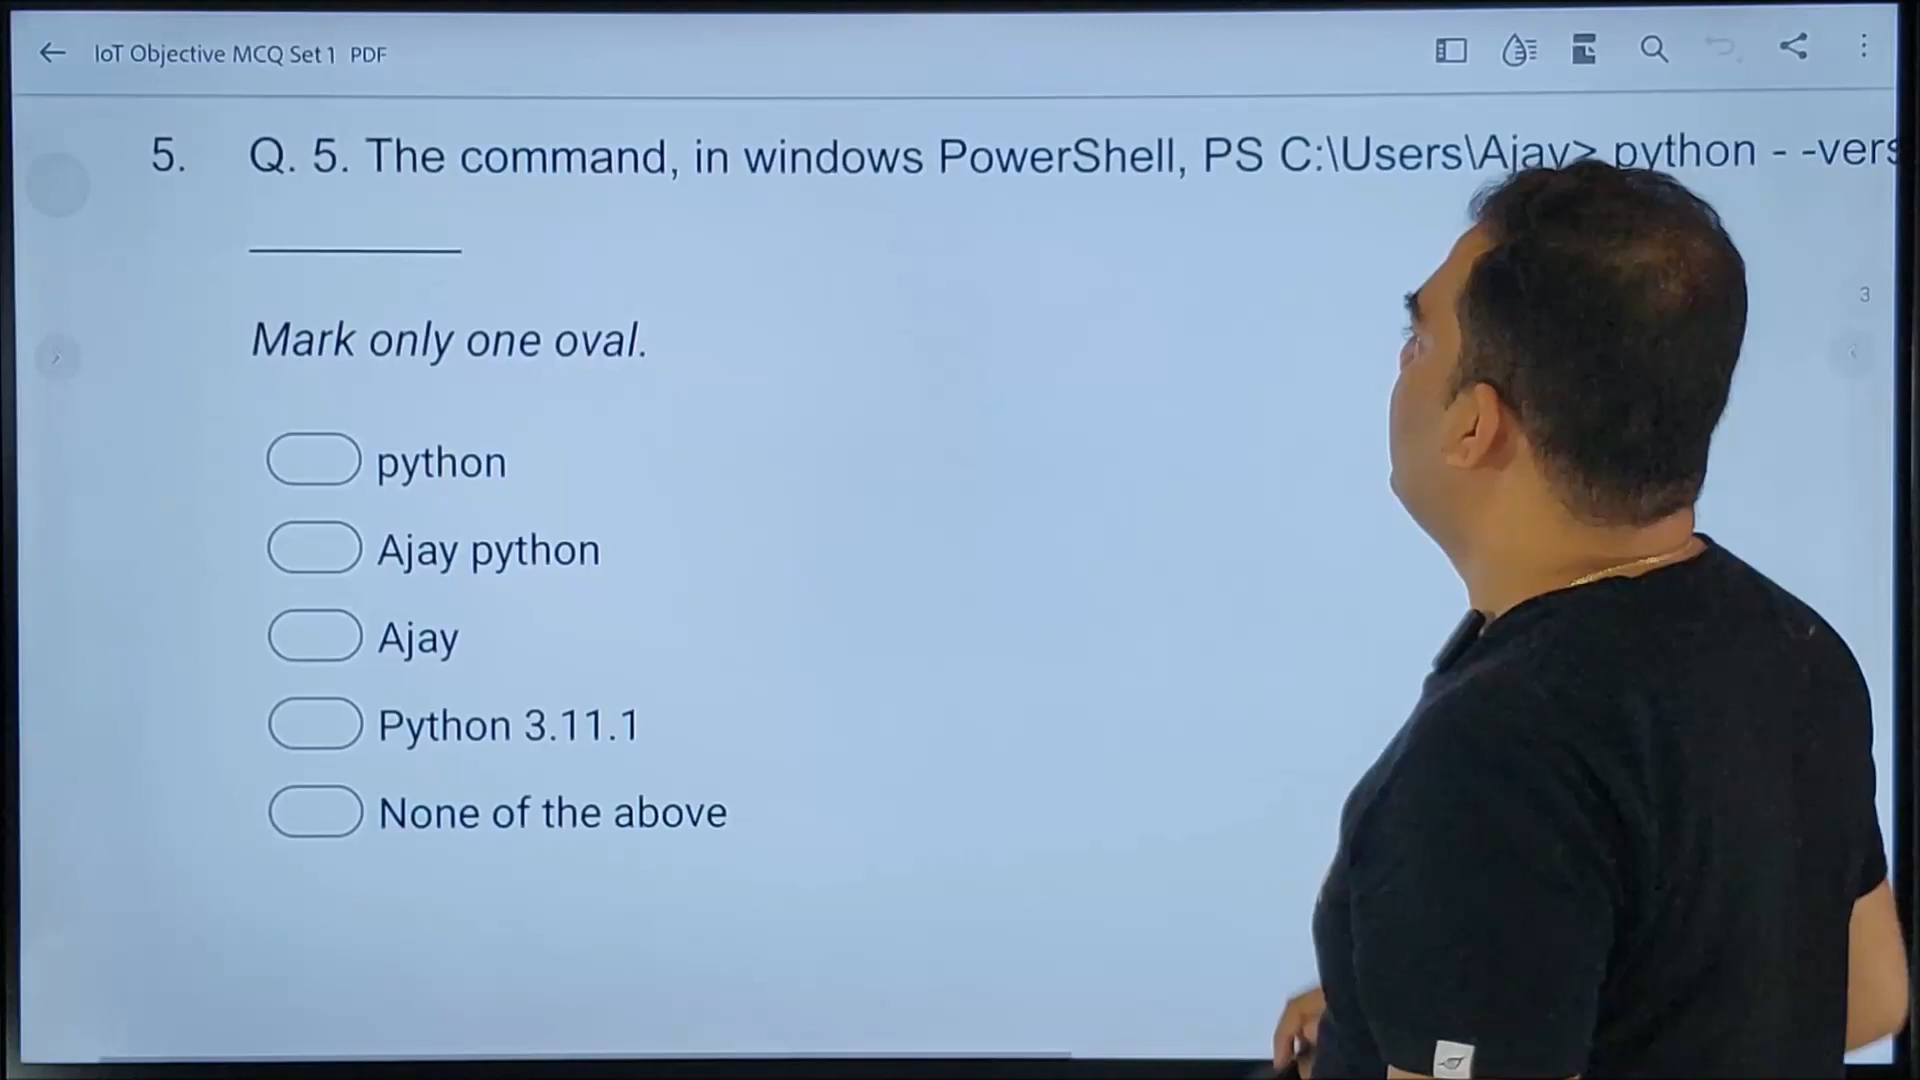 IoT Objective MCQ Set 1 PDF
5. Q. 5. The command, in windows PowerShell, PS C:\Users\Ajay> python - -vers
Mark only one oval.
python
Ajay python
Ajay
Python 3.11.1
None of the above
3